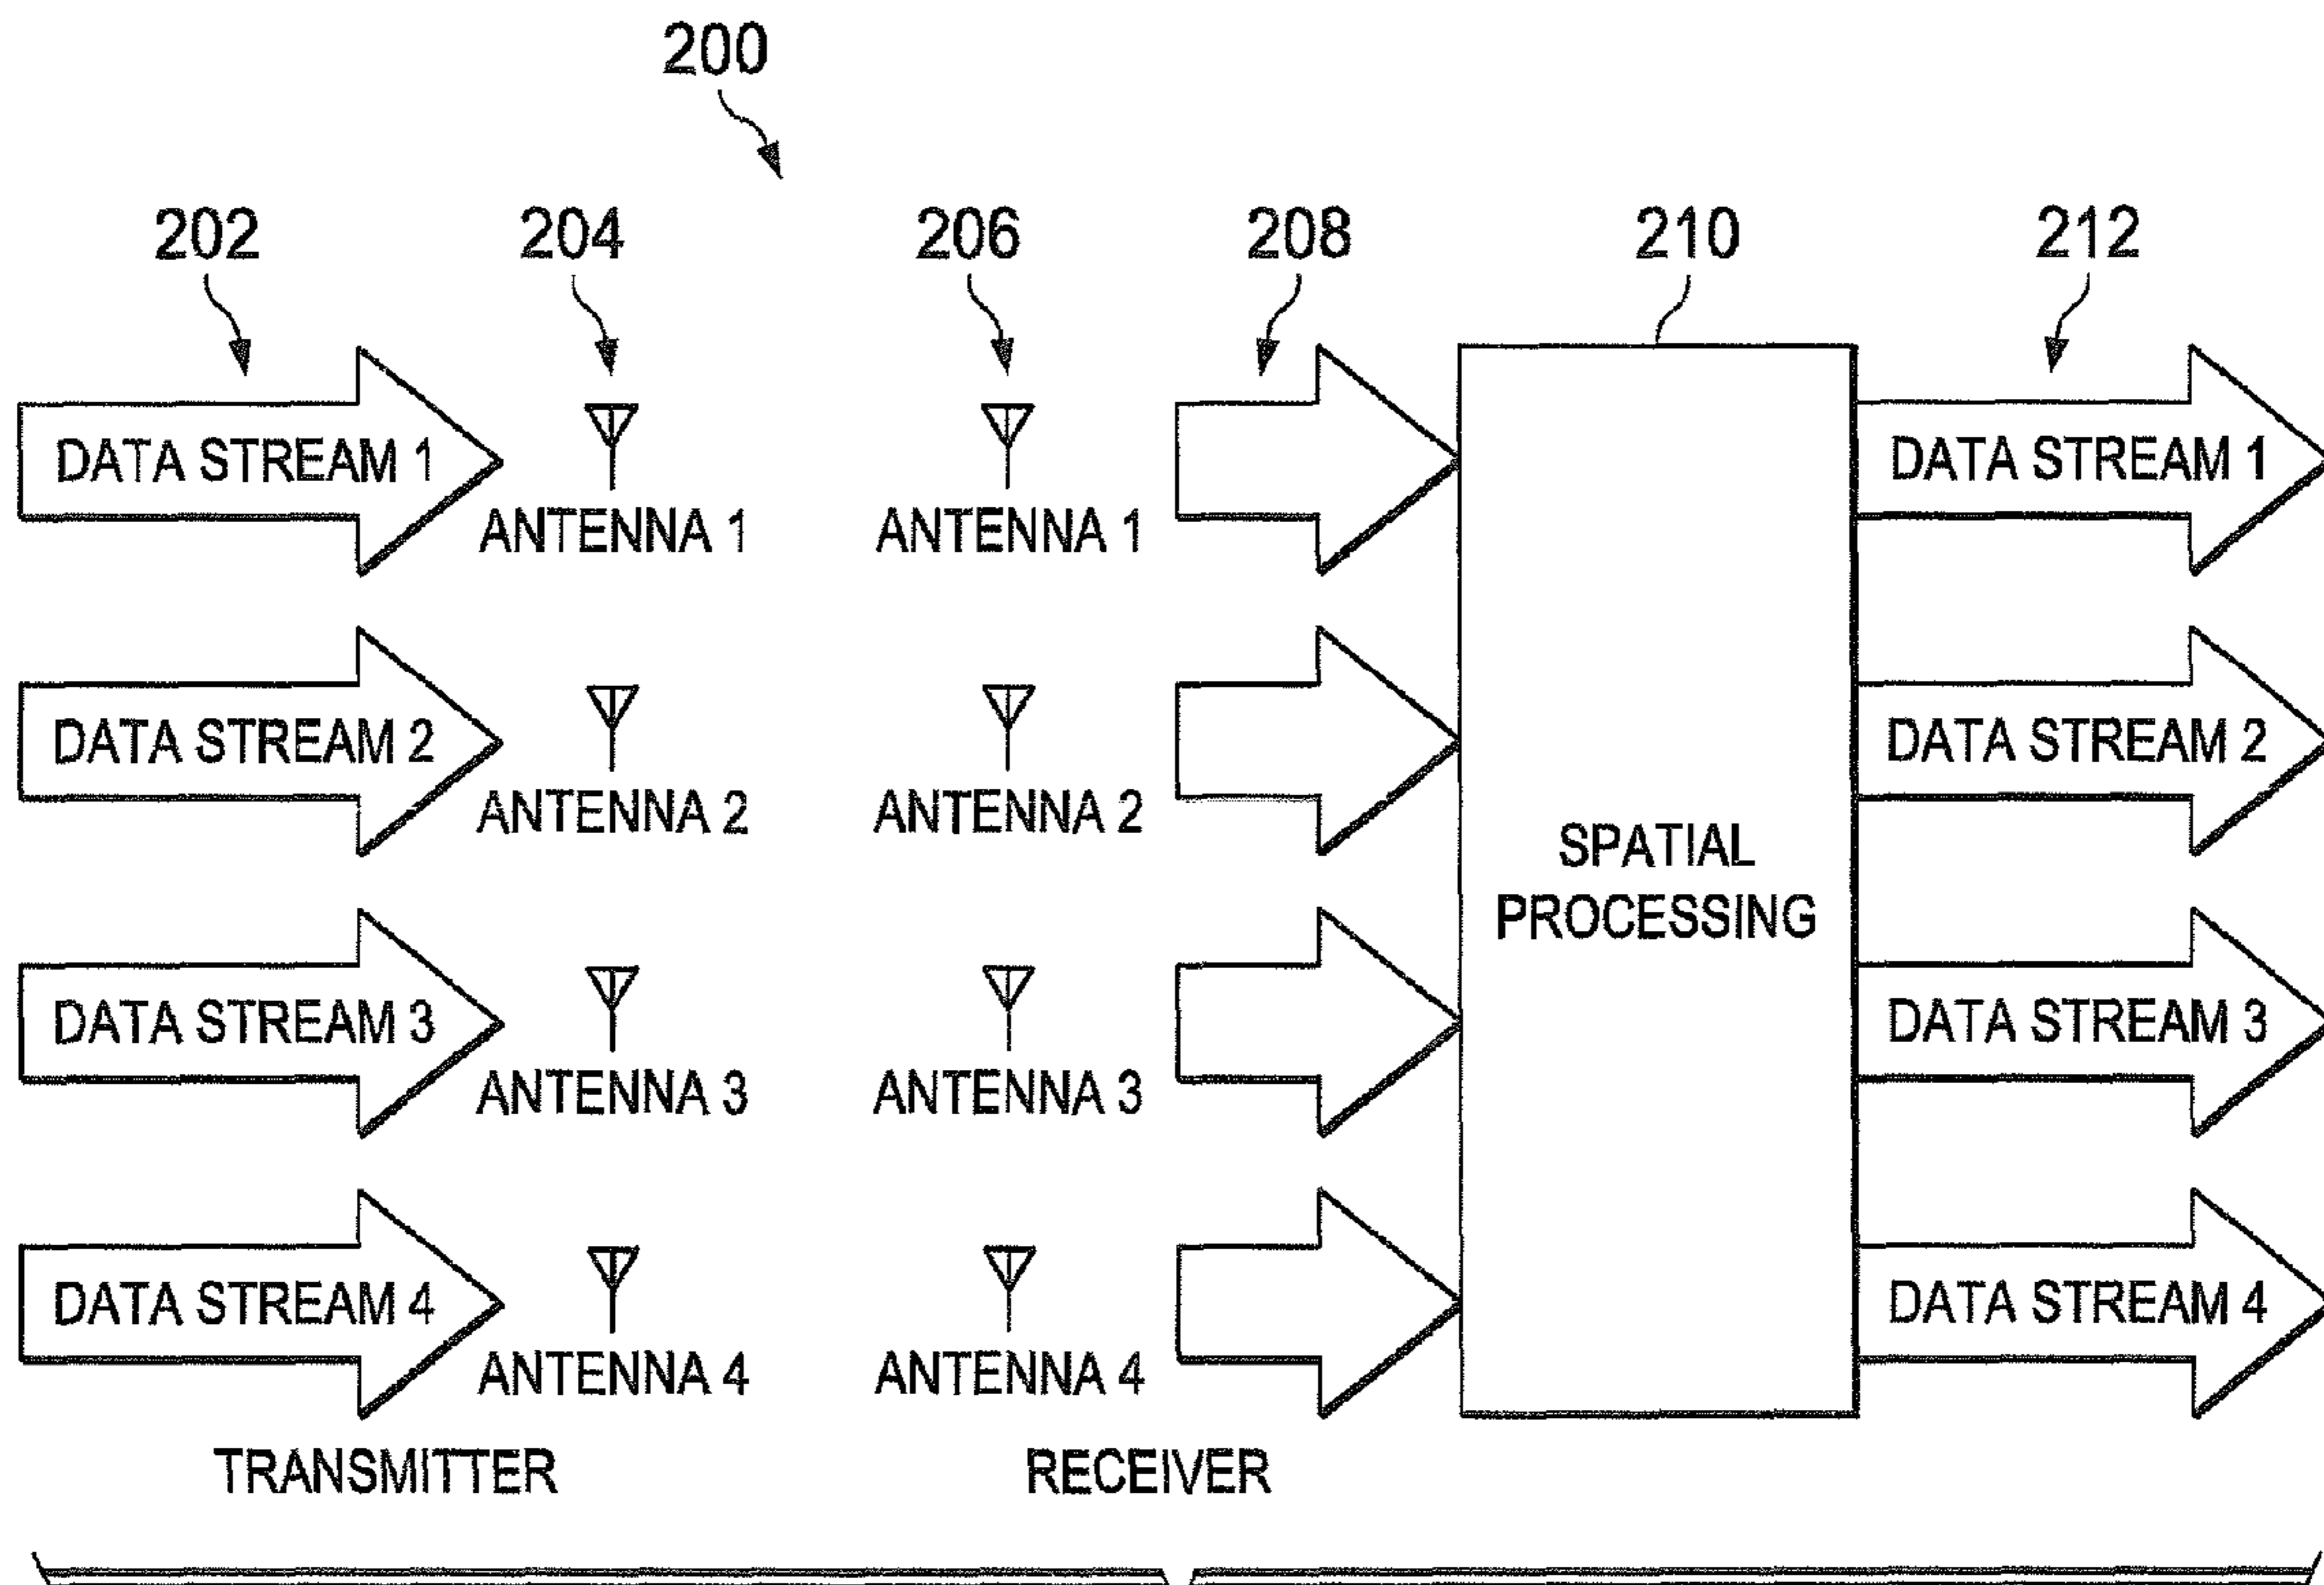 200
202 204 206 208 210 212
DATA STREAM 1 DATA STREAM 1
ANTENNA 1 ANTENNA 1
DATA STREAM 2 DATA STREAM 2
ANTENNA 2 ANTENNA 2
SPATIAL
PROCESSING
DATA STREAM 3 DATA STREAM 3
ANTENNA 3 ANTENNA 3
DATA STREAM 4 DATA STREAM 4
ANTENNA 4 ANTENNA 4
TRANSMITTER RECEIVER